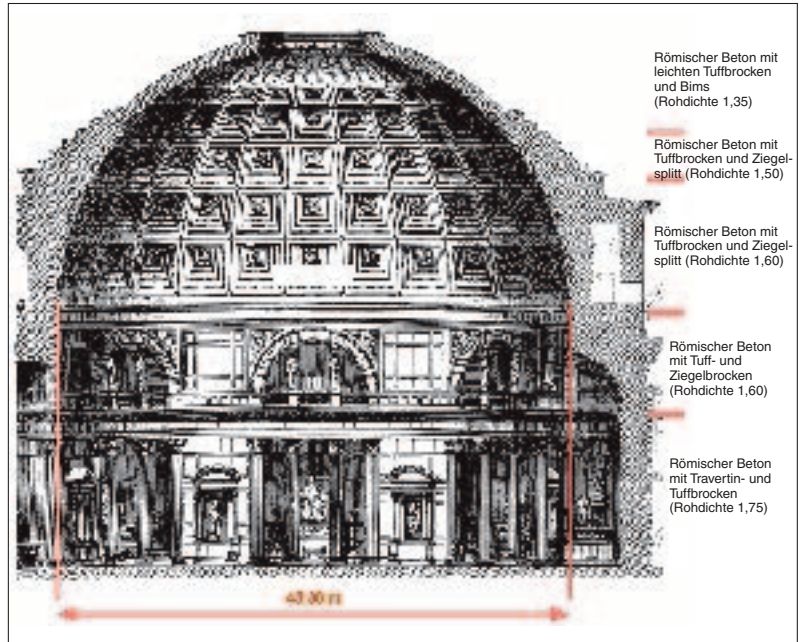 Römischer Beton mit
leichten Tuffbrocken
und Bims
(Rohdichte 1,35)
Römischer Beton mit
Tuffbrocken und Ziegel-
splitt (Rohdichte 1,50)
Römischer Beton mit
Tuffbrocken und Ziegel-
splitt (Rohdichte 1,60)
Römischer Beton
mit Tuff- und
Ziegelbrocken
(Rohdichte 1,60)
Römischer Beton
mit Travertin- und
Tuffbrocken
(Rohdichte 1,75)
m